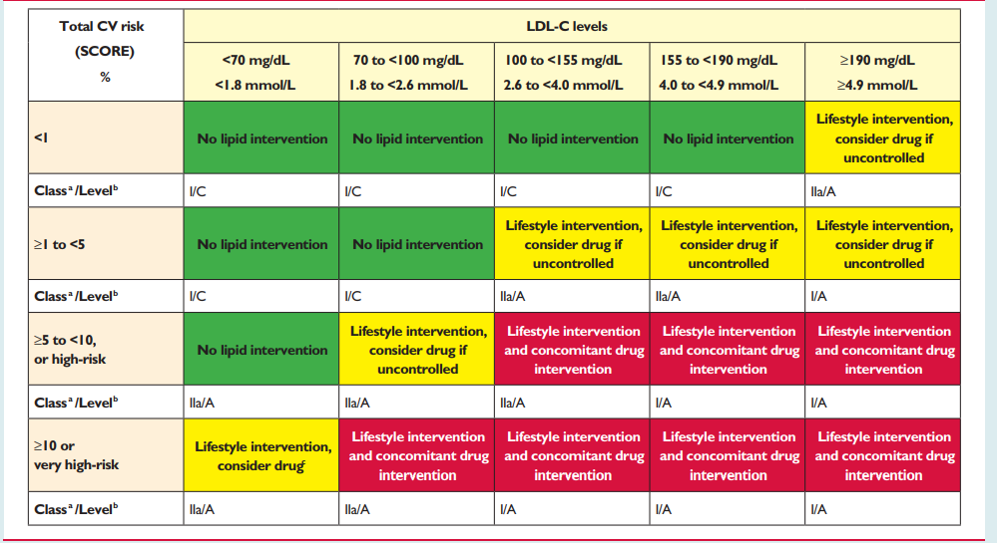 Total CV risk
(SCORE)
%
LDL-C levels
<70 mg/dL
<1.8 mmol/L
70 to <100 mg/dL
1.8 to <2.6 mmol/L
100 to <155 mg/dL
2.6 to <4.0 mmol/L
155 to <190 mg/dL
4.0 to <4.9 mmol/L
≥190 mg/dL
≥4.9 mmol/L
<1
No lipid intervention
No lipid intervention
No lipid intervention
No lipid intervention
Lifestyle intervention,
consider drug if
uncontrolled
Classᵃ/Levelᵇ
I/C
I/C
I/C
I/C
IIa/A
≥1 to <5
No lipid intervention
No lipid intervention
Lifestyle intervention,
consider drug if
uncontrolled
Lifestyle intervention,
consider drug if
uncontrolled
Lifestyle intervention,
consider drug if
uncontrolled
Classᵃ/Levelᵇ
I/C
I/C
IIa/A
IIa/A
I/A
≥5 to <10,
or high-risk
No lipid intervention
Lifestyle intervention,
consider drug if
uncontrolled
Lifestyle intervention
and concomitant drug
intervention
Lifestyle intervention
and concomitant drug
intervention
Lifestyle intervention
and concomitant drug
intervention
Classᵃ/Levelᵇ
IIa/A
IIa/A
IIa/A
I/A
I/A
≥10 or
very high-risk
Lifestyle intervention,
consider drug
Lifestyle intervention
and concomitant drug
intervention
Lifestyle intervention
and concomitant drug
intervention
Lifestyle intervention
and concomitant drug
intervention
Lifestyle intervention
and concomitant drug
intervention
Classᵃ/Levelᵇ
IIa/A
IIa/A
I/A
I/A
I/A